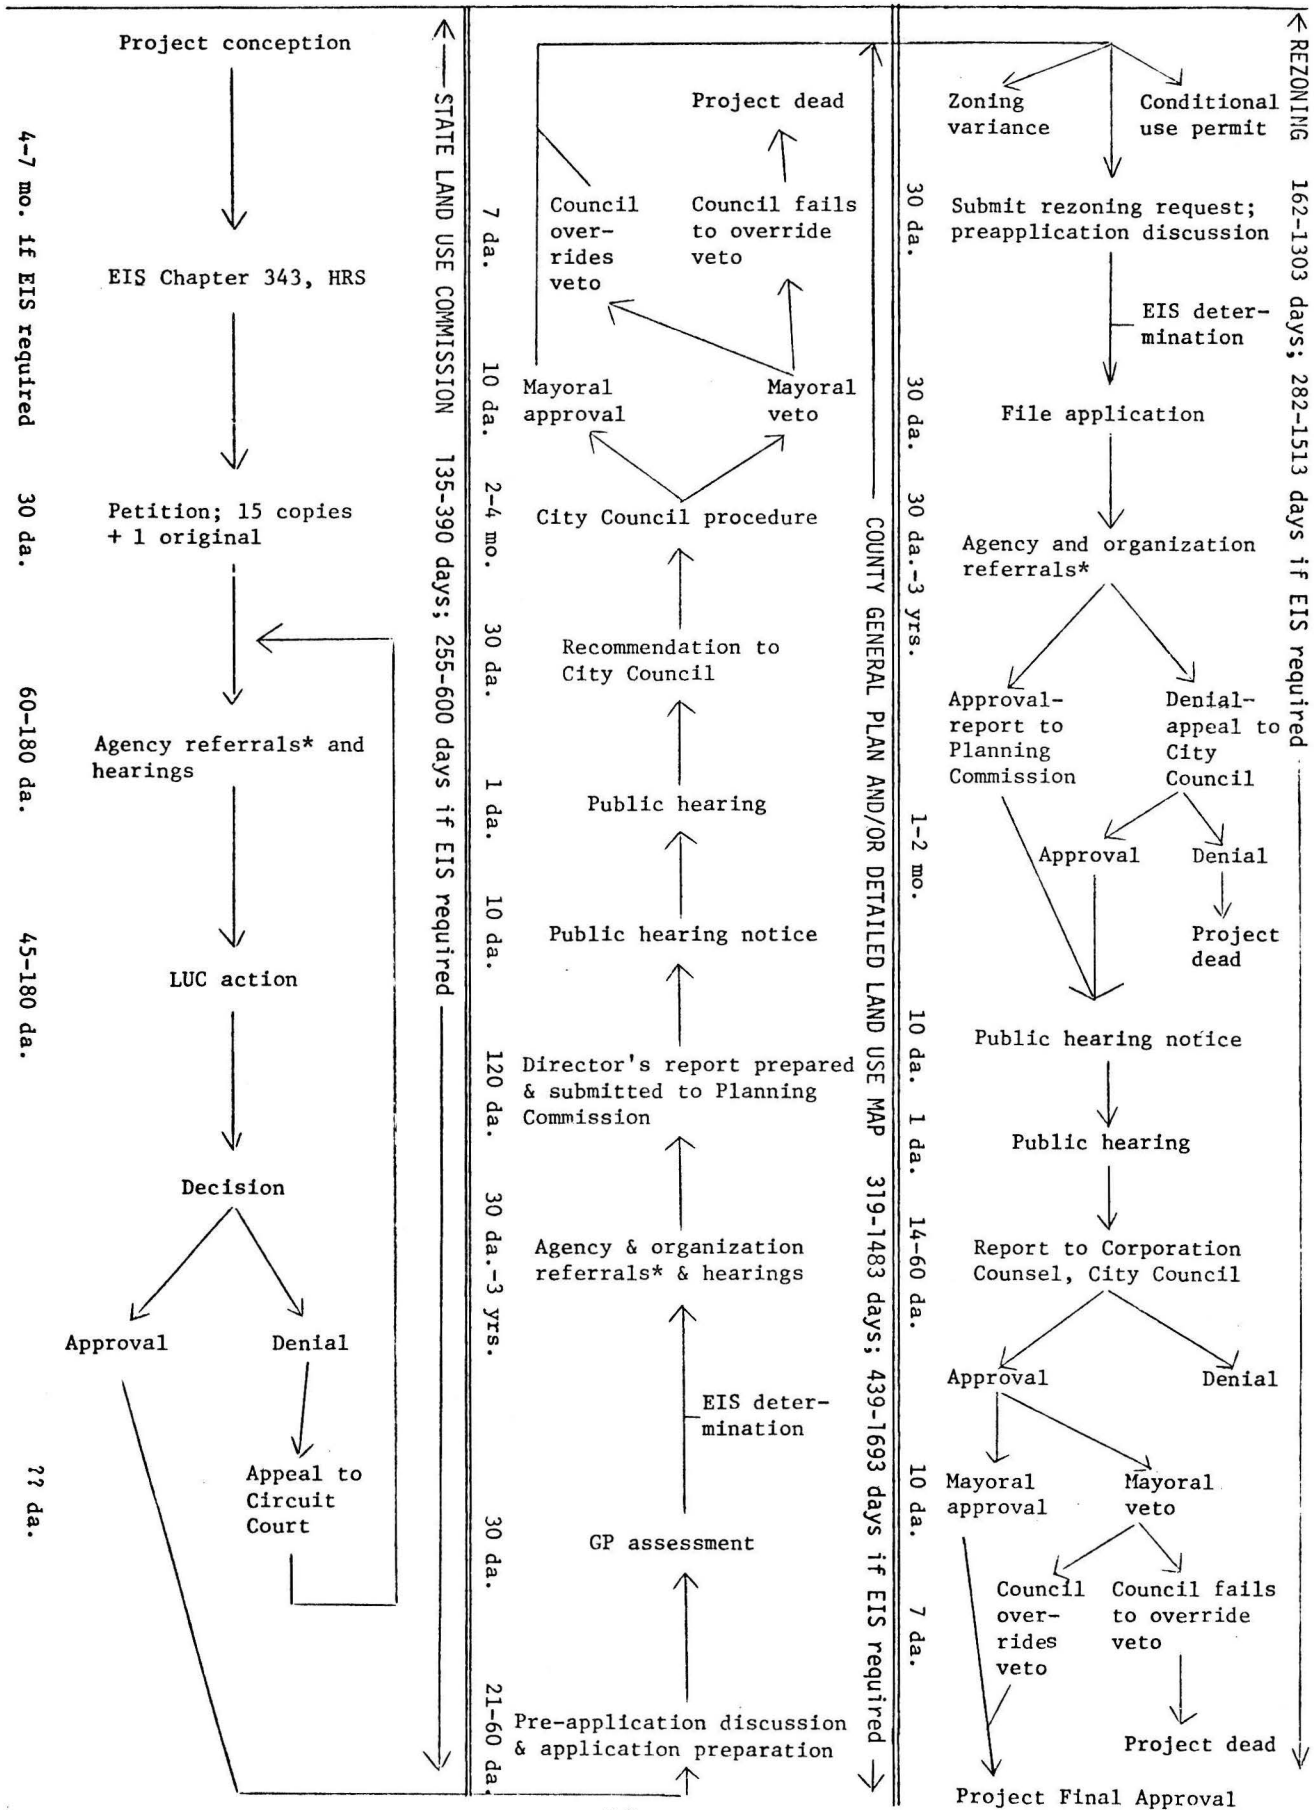 Project conception
EIS Chapter 343, HRS
Petition; 15 copies
+ 1 original
Agency referrals* and
hearings
LUC action
Decision
Approval
Denial
Appeal to
Circuit
Court
4-7 mo. if EIS required
30 da.
60-180 da.
45-180 da.
?? da.
STATE LAND USE COMMISSION 135-390 days; 255-600 days if EIS required
Pre-application discussion
& application preparation
GP assessment
EIS deter-
mination
Agency & organization
referrals* & hearings
Director's report prepared
& submitted to Planning
Commission
Public hearing notice
Public hearing
Recommendation to
City Council
City Council procedure
Mayoral
approval
Mayoral
veto
Council
over-
rides
veto
Council fails
to override
veto
Project dead
7 da.
10 da.
2-4 mo.
30 da.
1 da.
10 da.
120 da.
30 da.-3 yrs.
30 da.
21-60 da.
COUNTY GENERAL PLAN AND/OR DETAILED LAND USE MAP 319-1483 days; 439-1693 days if EIS required
Zoning
variance
Conditional
use permit
Submit rezoning request;
preapplication discussion
EIS deter-
mination
File application
Agency and organization
referrals*
Approval-
report to
Planning
Commission
Denial-
appeal to
City
Council
Approval
Denial
Project
dead
Public hearing notice
Public hearing
Report to Corporation
Counsel, City Council
Approval
Denial
Mayoral
approval
Mayoral
veto
Council
over-
rides
veto
Council fails
to override
veto
Project dead
Project Final Approval
30 da.
30 da.
30 da.-3 yrs.
1-2 mo.
10 da.
1 da.
14-60 da.
10 da.
7 da.
REZONING 162-1303 days; 282-1513 days if EIS required